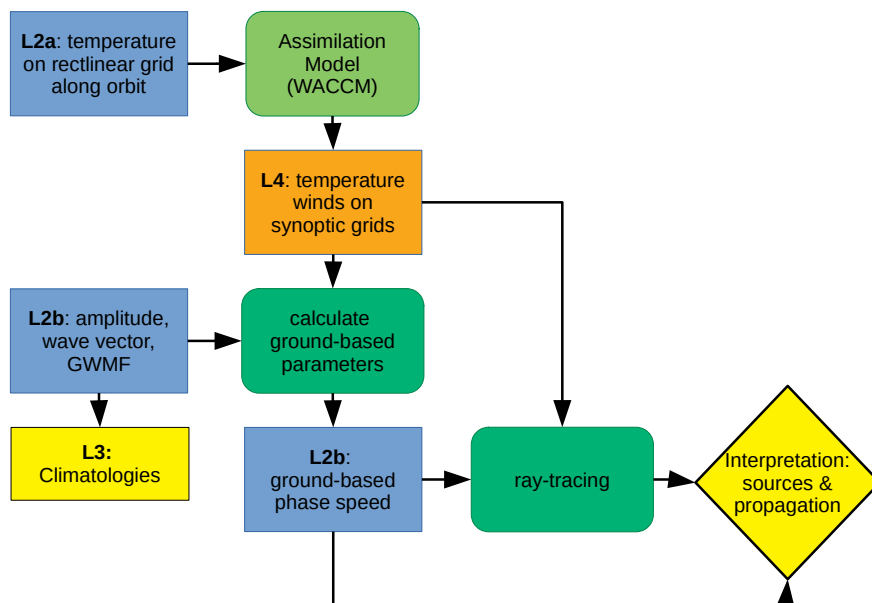 L2a: temperature
on rectlinear grid
along orbit
Assimilation
Model
(WACCM)
L4: temperature
winds on
synoptic grids
L2b: amplitude,
wave vector,
GWMF
calculate
ground-based
parameters
L3:
Climatologies
L2b:
ground-based
phase speed
ray-tracing
Interpretation:
sources &
propagation